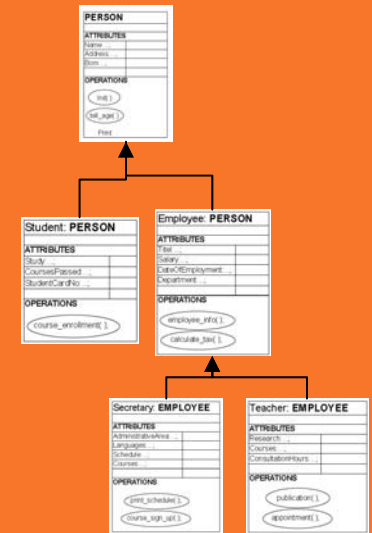 PERSON
ATTRIBUTES
Name ...;
Address ...;
Born ...;
OPERATIONS
Init( )
tell_age( )
Print
Student: PERSON
ATTRIBUTES
Study ...;
CoursesPassed ...;
StudentCardNo ...;
OPERATIONS
course_enrollment( );
Employee: PERSON
ATTRIBUTES
Titel ...;
Salary ...;
DateOfEmployment ...;
Department ...;
OPERATIONS
employee_info( );
calculate_tax( );
Secretary: EMPLOYEE
ATTRIBUTES
AdministrativeArea ...;
Languages ...;
Schedule ...;
Courses ...;
OPERATIONS
print_schedule( );
course_sign_up( );
Teacher: EMPLOYEE
ATTRIBUTES
Research ...;
Courses ...;
ConsultationHours ...;
OPERATIONS
publication( );
appointment( );